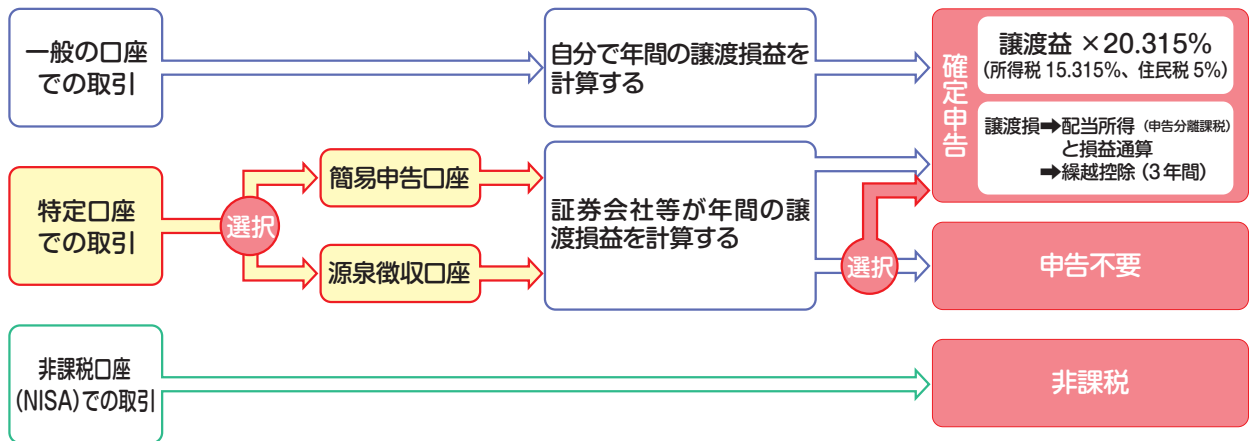 一般の口座
での取引
自分で年間の譲渡損益を
計算する
確定申告
譲渡益 ×20.315%
(所得税 15.315%、住民税 5%)
譲渡損➡配当所得 (申告分離課税)
と損益通算
➡繰越控除 (3年間)
特定口座
での取引
選択
簡易申告口座
源泉徴収口座
証券会社等が年間の譲
渡損益を計算する
選択
申告不要
非課税口座
(NISA)での取引
非課税